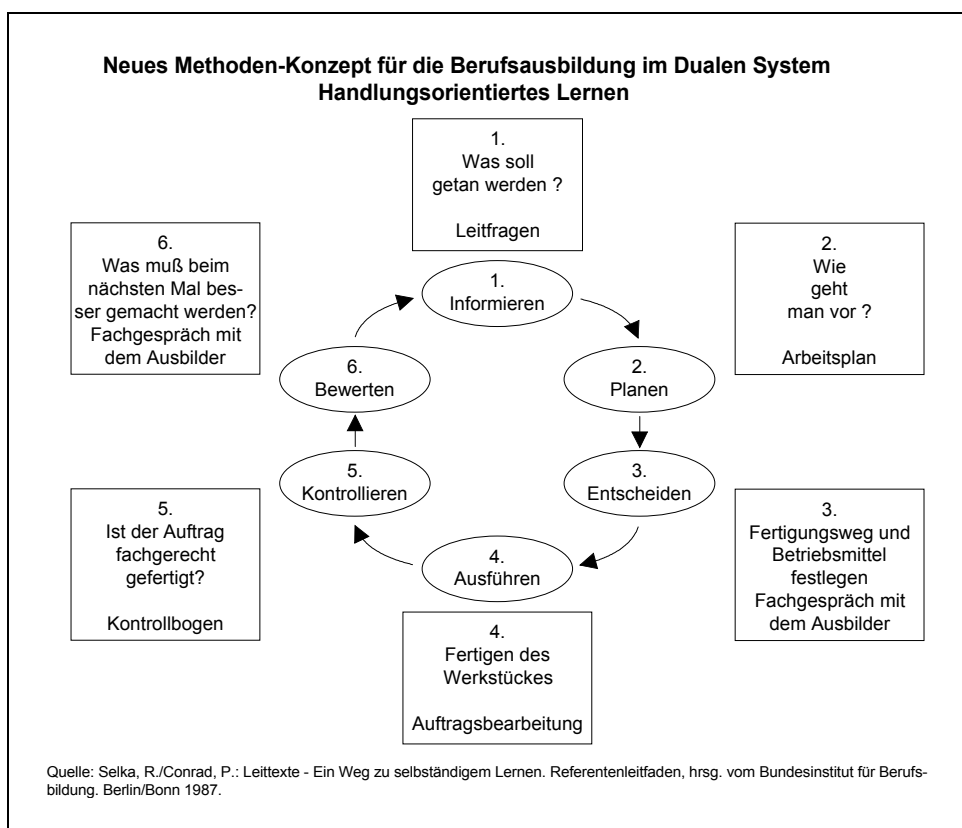 Neues Methoden-Konzept für die Berufsausbildung im Dualen System
Handlungsorientiertes Lernen
1.
Was soll
getan werden ?
Leitfragen
6.
Was muß beim
nächsten Mal bes-
ser gemacht werden?
Fachgespräch mit
dem Ausbilder
2.
Wie
geht
man vor ?
Arbeitsplan
1.
Informieren
6.
Bewerten
2.
Planen
5.
Kontrollieren
3.
Entscheiden
4.
Ausführen
5.
Ist der Auftrag
fachgerecht
gefertigt?
Kontrollbogen
3.
Fertigungsweg und
Betriebsmittel
festlegen
Fachgespräch mit
dem Ausbilder
4.
Fertigen des
Werkstückes
Auftragsbearbeitung
Quelle: Selka, R./Conrad, P.: Leittexte - Ein Weg zu selbständigem Lernen. Referentenleitfaden, hrsg. vom Bundesinstitut für Berufs-
bildung. Berlin/Bonn 1987.